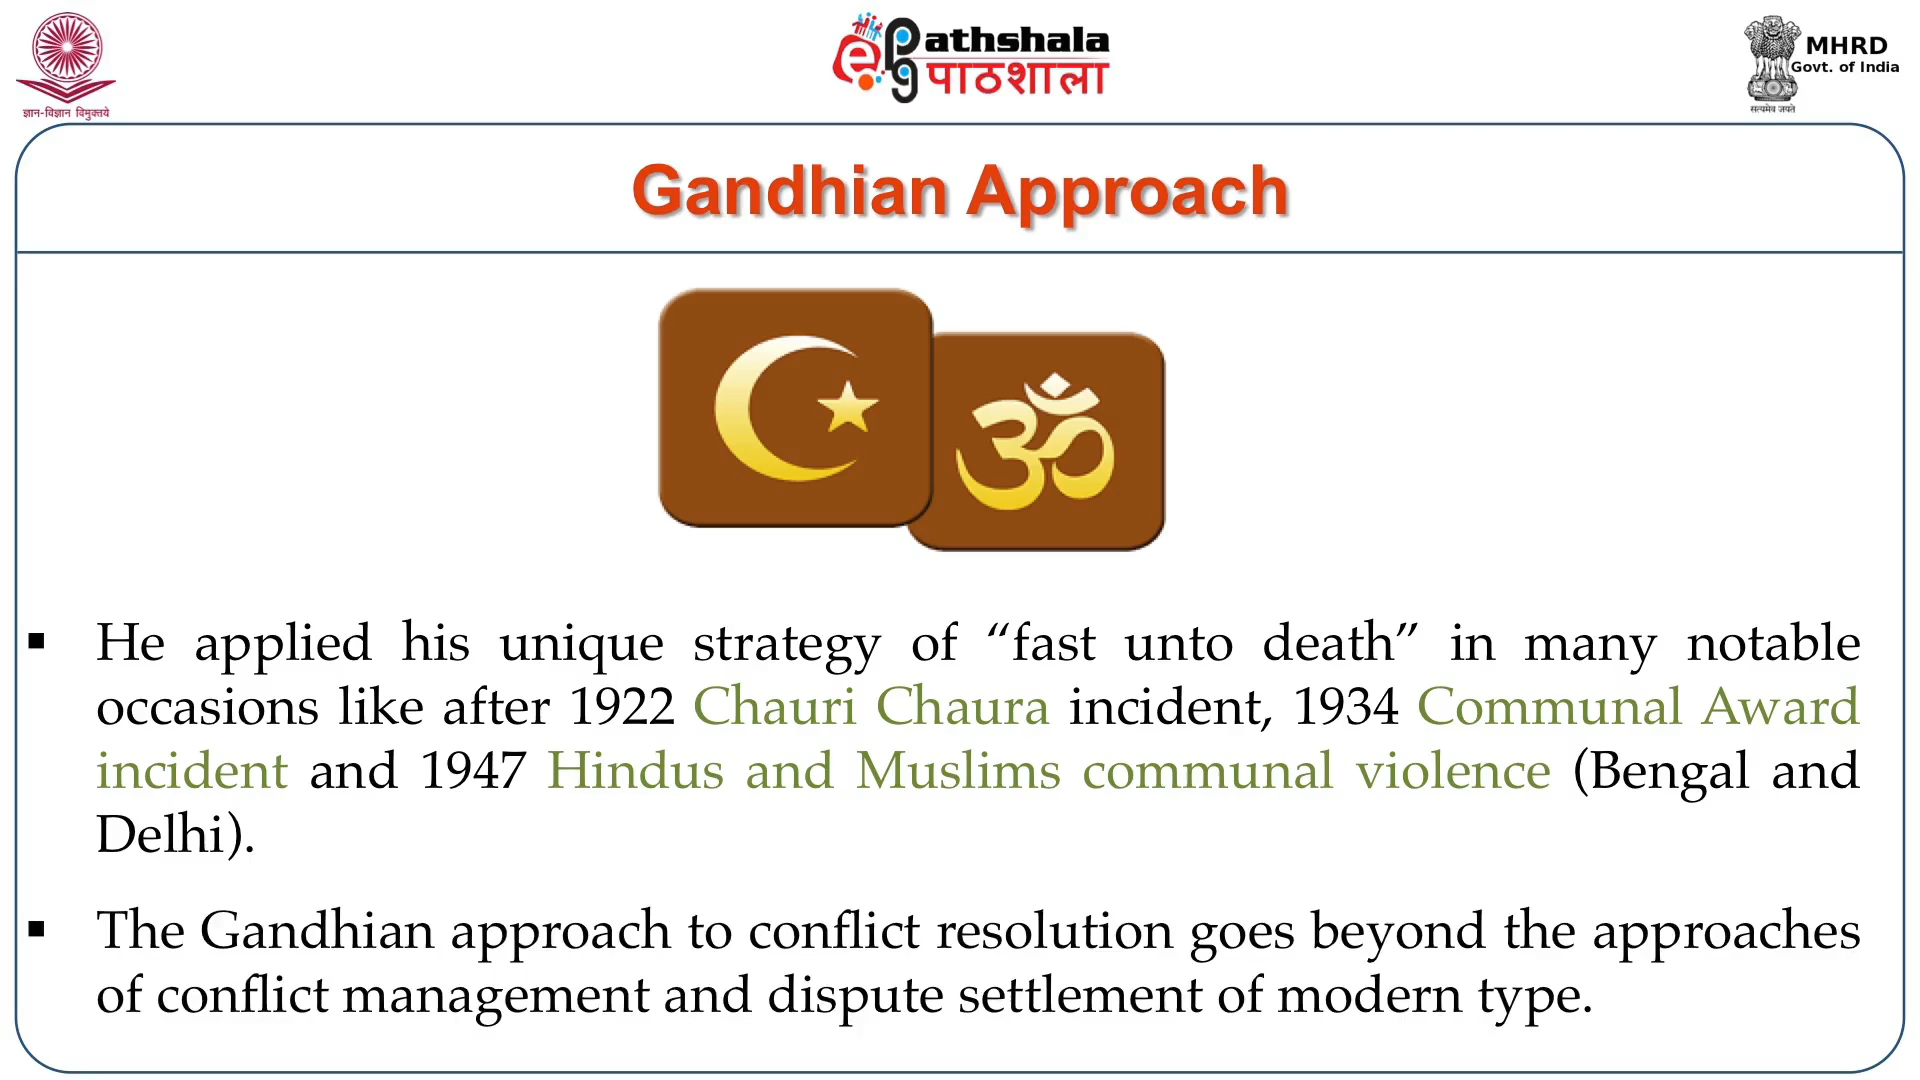 ज्ञान-विज्ञान विमुक्तये
ePathshala
पाठशाला
MHRD
Govt. of India
सत्यमेव जयते
Gandhian Approach
ॐ
▪ He applied his unique strategy of “fast unto death” in many notable
occasions like after 1922 Chauri Chaura incident, 1934 Communal Award
incident and 1947 Hindus and Muslims communal violence (Bengal and
Delhi).
▪ The Gandhian approach to conflict resolution goes beyond the approaches
of conflict management and dispute settlement of modern type.